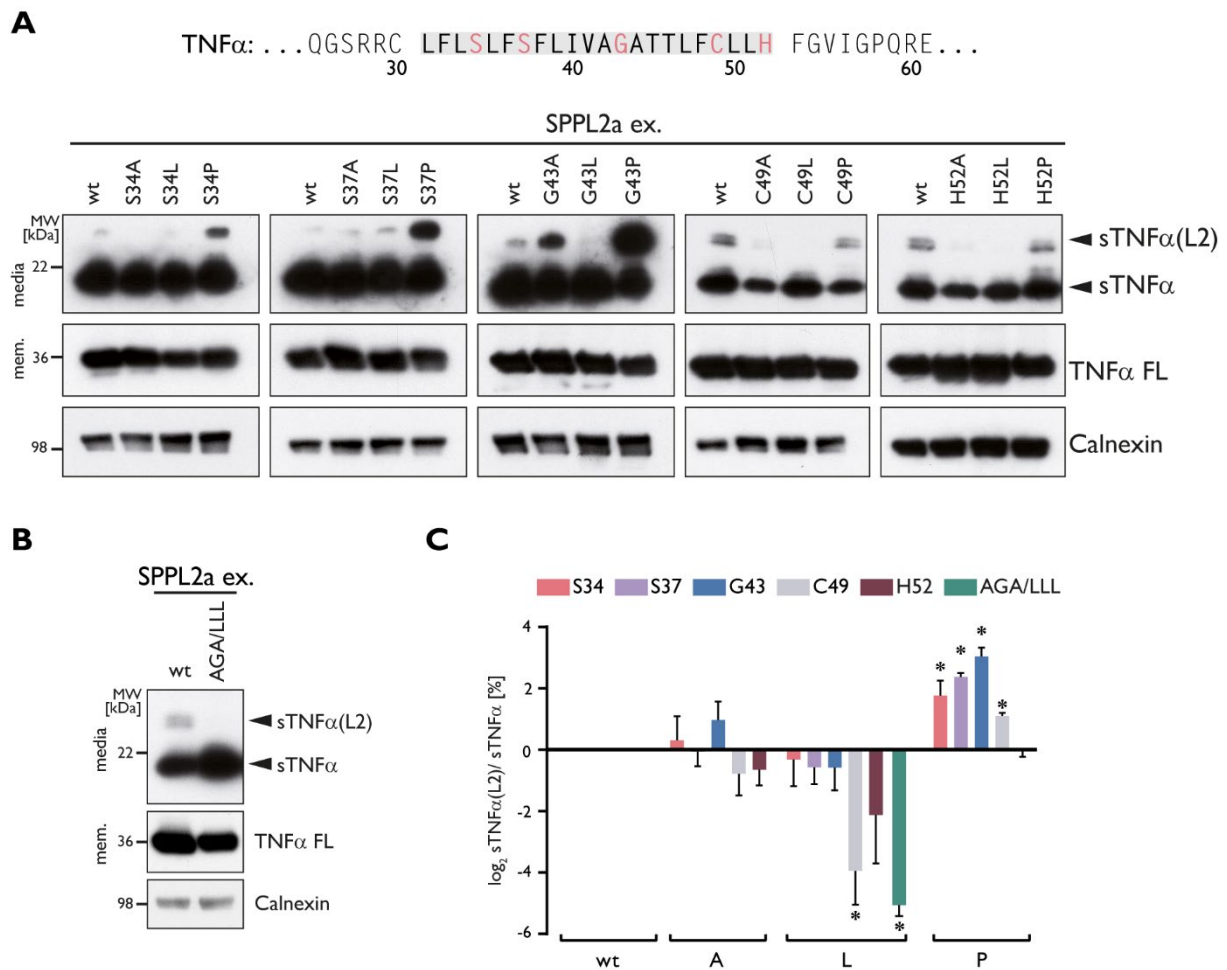 A
TNFα: ...QGSRRC LFLSLFSFLIVAGATTLFCLLH FGVIGPQRE...
30 40 50 60
SPPL2a ex.
wt S34A S34L S34P wt S37A S37L S37P wt G43A G43L G43P wt C49A C49L C49P wt H52A H52L H52P
MW
[kDa]
22
media
sTNFα(L2)
sTNFα
36
mem.
TNFα FL
98
Calnexin
B
SPPL2a ex.
wt AGA/LLL
MW
[kDa]
22
media
sTNFα(L2)
sTNFα
36
mem.
TNFα FL
98
Calnexin
C
S34 S37 G43 C49 H52 AGA/LLL
log2 sTNFα(L2)/ sTNFα [%]
4
2
0
-2
-4
-6
* * * *
* *
wt A L P